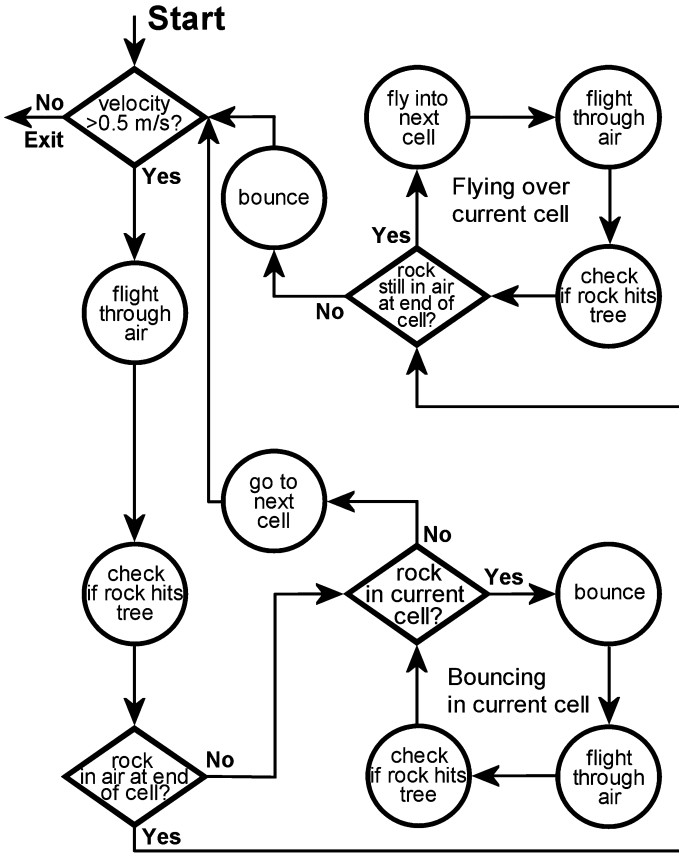 Start
velocity
>0.5 m/s?
No
Exit
Yes
flight
through
air
check
if rock hits
tree
rock
in air at end
of cell?
No
Yes
bounce
fly into
next
cell
flight
through
air
Flying over
current cell
Yes
rock
still in air
at end of
cell?
No
check
if rock hits
tree
go to
next
cell
No
rock
in current
cell?
Yes
bounce
Bouncing
in current cell
check
if rock hits
tree
flight
through
air